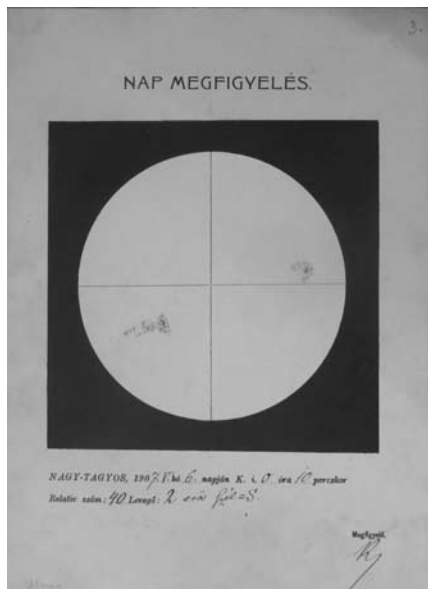 3.
NAP MEGFIGYELÉS.
NAGY-TAGYOS, 1907. V. hó 6. napján K. i. 0. óra 10. perczkor
Relativ szám: 40 Levegő: 2 szél = S.
Megfigyelő.